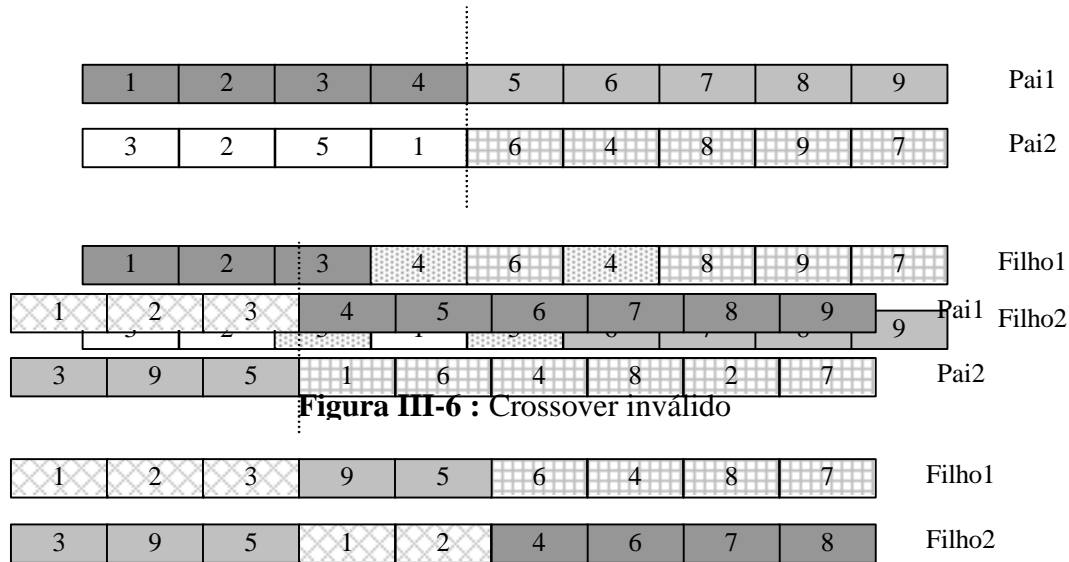 1 2 3 4 5 6 7 8 9 Pai1
3 2 5 1 6 4 8 9 7 Pai2
1 2 3 4 6 4 8 9 7 Filho1
1 2 3 4 5 6 7 8 9 Pai1
9 Filho2
3 9 5 1 6 4 8 2 7 Pai2
Figura III-6 : Crossover inválido
1 2 3 9 5 6 4 8 7 Filho1
3 9 5 1 2 4 6 7 8 Filho2